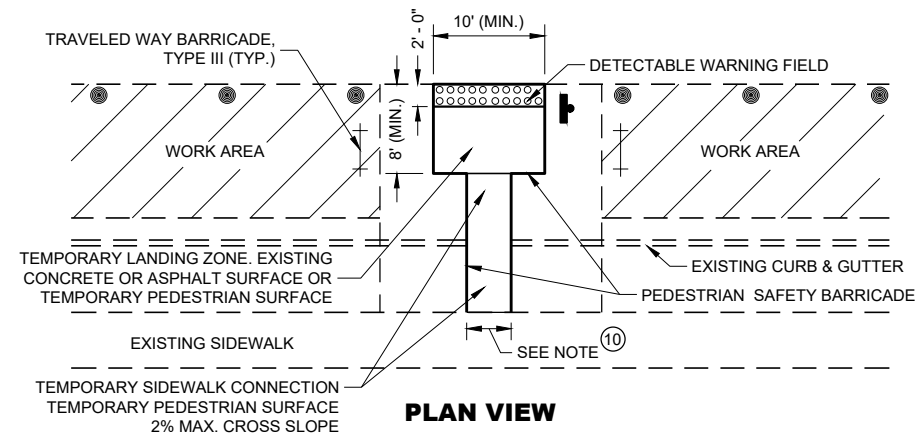 10' (MIN.)
2' - 0"
TRAVELED WAY BARRICADE,
TYPE III (TYP.)
DETECTABLE WARNING FIELD
8' (MIN.)
WORK AREA
WORK AREA
TEMPORARY LANDING ZONE. EXISTING
CONCRETE OR ASPHALT SURFACE OR
TEMPORARY PEDESTRIAN SURFACE
EXISTING CURB & GUTTER
PEDESTRIAN SAFETY BARRICADE
EXISTING SIDEWALK
SEE NOTE 10
TEMPORARY SIDEWALK CONNECTION
TEMPORARY PEDESTRIAN SURFACE
2% MAX. CROSS SLOPE
PLAN VIEW